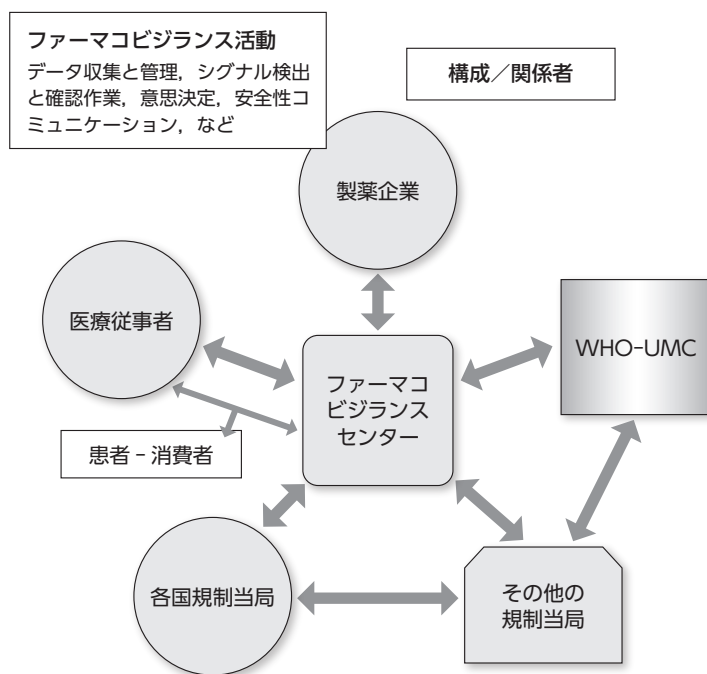 ファーマコビジランス活動
データ収集と管理，シグナル検出
と確認作業，意思決定，安全性コ
ミュニケーション，など
構成／関係者
製薬企業
医療従事者
WHO-UMC
ファーマコ
ビジランス
センター
患者－消費者
各国規制当局
その他の
規制当局